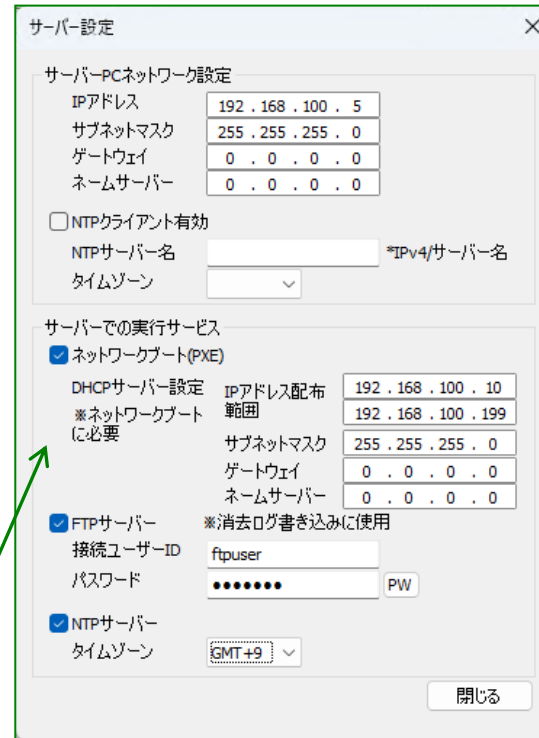 サーバー設定
サーバーPCネットワーク設定
IPアドレス 192 . 168 . 100 . 5
サブネットマスク 255 . 255 . 255 . 0
ゲートウェイ 0 . 0 . 0 . 0
ネームサーバー 0 . 0 . 0 . 0
NTPクライアント有効
NTPサーバー名 *IPv4/サーバー名
タイムゾーン
サーバーでの実行サービス
ネットワークブート(PXE)
DHCPサーバー設定
※ネットワークブート
に必要
IPアドレス配布
範囲
192 . 168 . 100 . 10
192 . 168 . 100 . 199
サブネットマスク 255 . 255 . 255 . 0
ゲートウェイ 0 . 0 . 0 . 0
ネームサーバー 0 . 0 . 0 . 0
FTPサーバー ※消去ログ書き込みに使用
接続ユーザーID ftpuser
パスワード ●●●●●●● PW
NTPサーバー
タイムゾーン GMT+9
閉じる